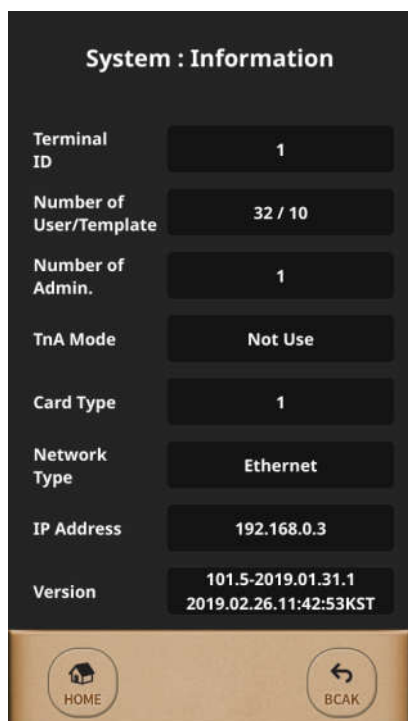 System : Information
Terminal
ID
1
Number of
User/Template
32 / 10
Number of
Admin.
1
TnA Mode
Not Use
Card Type
1
Network
Type
Ethernet
IP Address
192.168.0.3
Version
101.5-2019.01.31.1
2019.02.26.11:42:53KST
HOME
BCAK